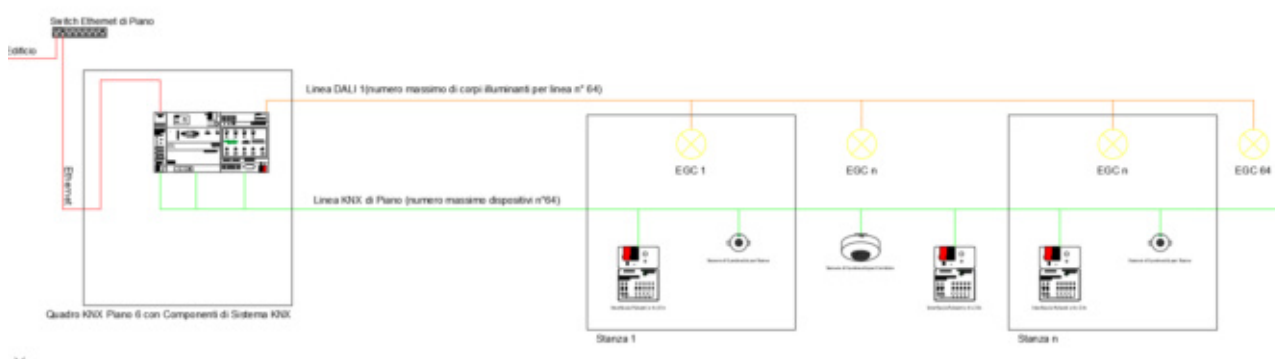 Switch Ethernet di Piano
Edificio
Linea DALI 1(numero massimo di corpi illuminanti per linea n° 64)
EGC 1
EGC n
EGC n
EGC 64
Ethernet
Linea KNX di Piano (numero massimo dispositivi n°64)
Quadro KNX Piano 6 con Componenti di Sistema KNX
Stanza 1
Stanza n